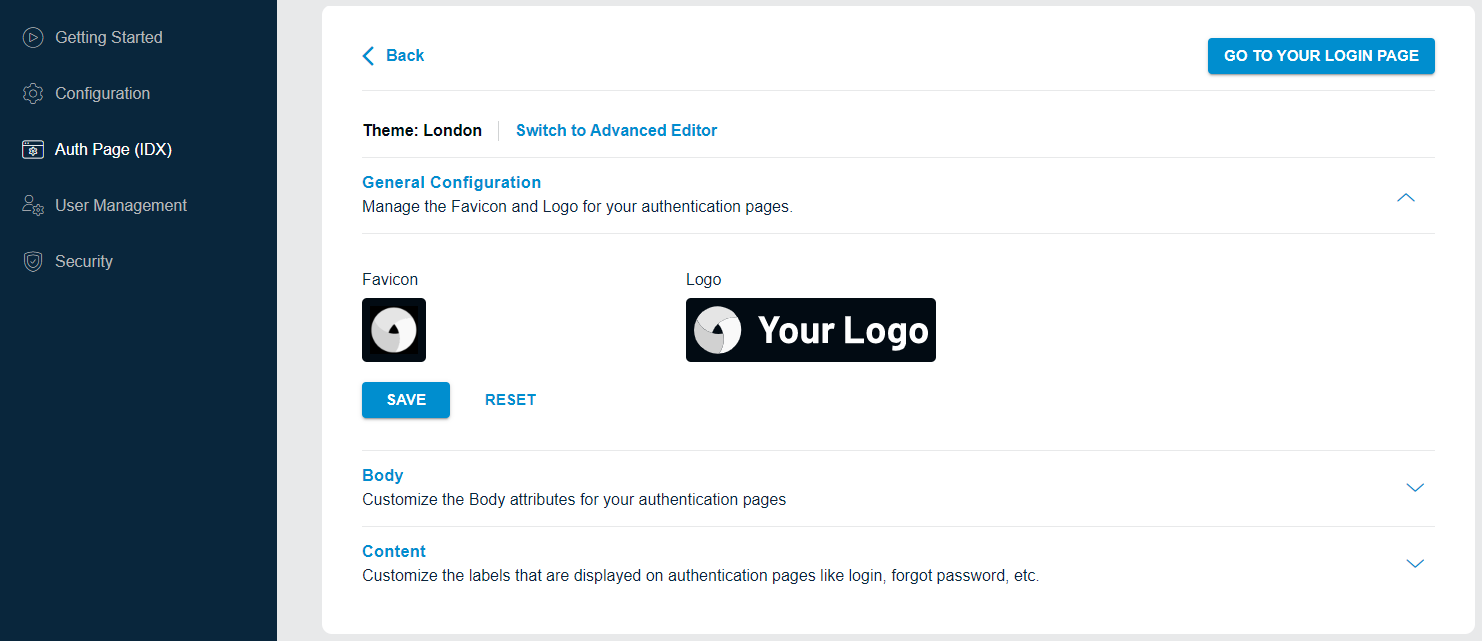 Getting Started
Configuration
Auth Page (IDX)
User Management
Security
Back
GO TO YOUR LOGIN PAGE
Theme: London
Switch to Advanced Editor
General Configuration
Manage the Favicon and Logo for your authentication pages.
Favicon
Logo
Your Logo
SAVE
RESET
Body
Customize the Body attributes for your authentication pages
Content
Customize the labels that are displayed on authentication pages like login, forgot password, etc.